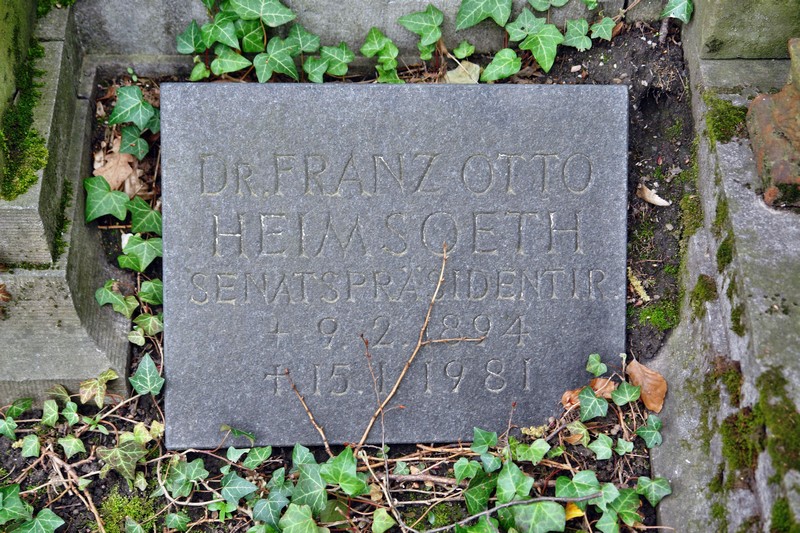 DR. FRANZ OTTO
HEIMSOETH
SENATSPRÄSIDENT I.R.
+ 9.2.1894
+ 15.1.1981